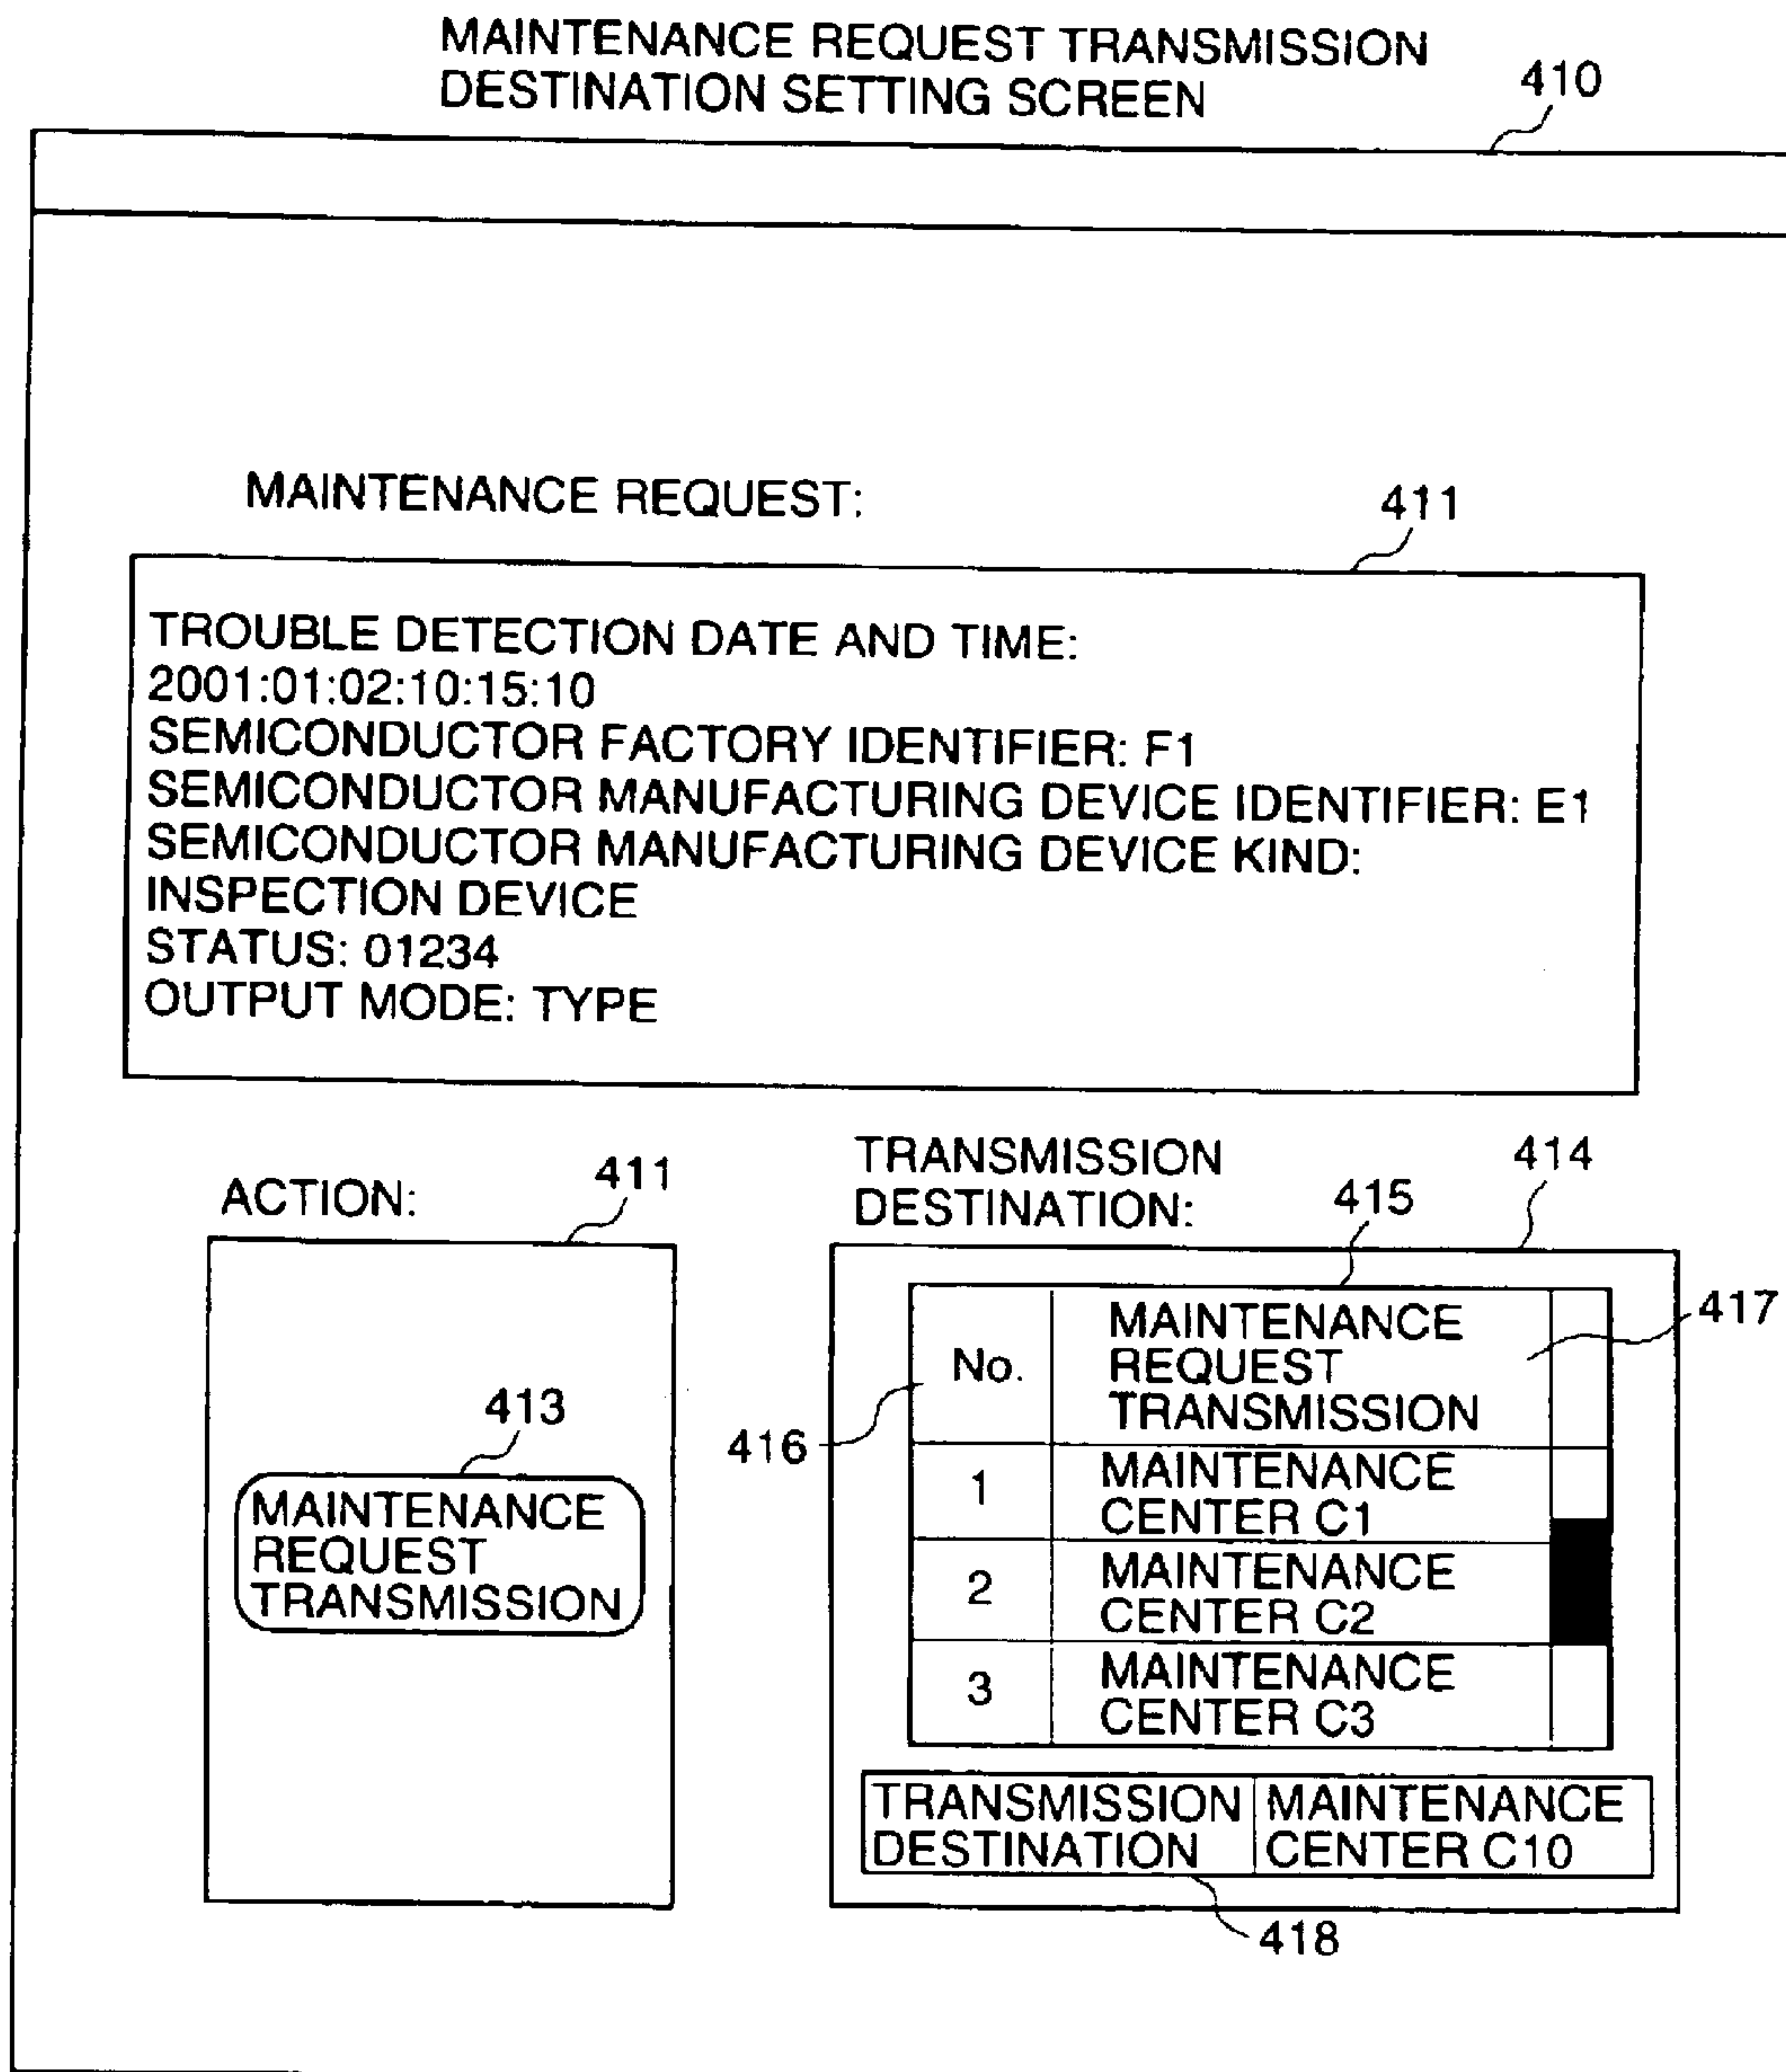 MAINTENANCE REQUEST TRANSMISSION
DESTINATION SETTING SCREEN
410
MAINTENANCE REQUEST:
411
TROUBLE DETECTION DATE AND TIME:
2001:01:02:10:15:10
SEMICONDUCTOR FACTORY IDENTIFIER: F1
SEMICONDUCTOR MANUFACTURING DEVICE IDENTIFIER: E1
SEMICONDUCTOR MANUFACTURING DEVICE KIND:
INSPECTION DEVICE
STATUS: 01234
OUTPUT MODE: TYPE
ACTION:
411
413
MAINTENANCE
REQUEST
TRANSMISSION
TRANSMISSION
DESTINATION:
414
415
416
417
No.
MAINTENANCE
REQUEST
TRANSMISSION
1
MAINTENANCE
CENTER C1
2
MAINTENANCE
CENTER C2
3
MAINTENANCE
CENTER C3
TRANSMISSION
DESTINATION
MAINTENANCE
CENTER C10
418